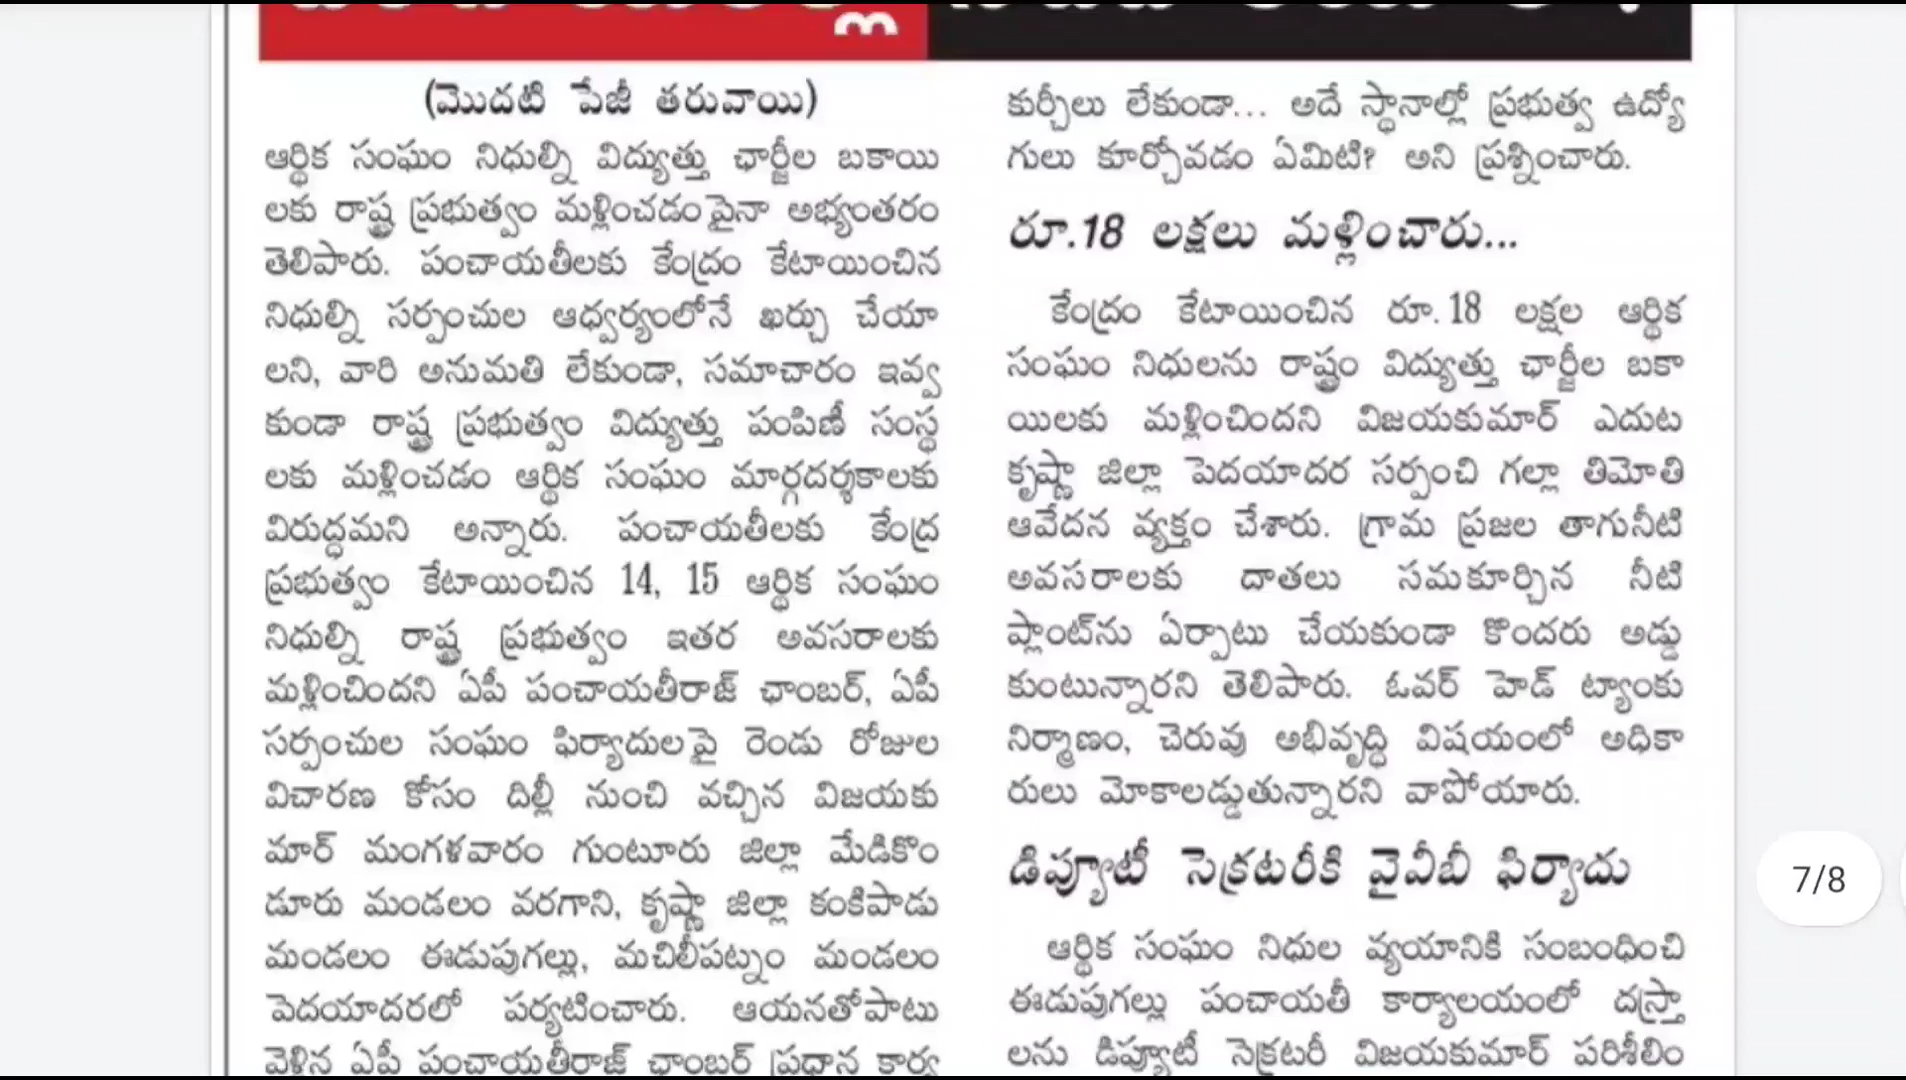 (మొదటి పేజీ తరువాయి)
ఆర్థిక సంఘం నిధుల్ని విద్యుత్తు ఛార్జీల బకాయి
లకు రాష్ట్ర ప్రభుత్వం మళ్లించడంపైనా అభ్యంతరం
తెలిపారు. పంచాయతీలకు కేంద్రం కేటాయించిన
నిధుల్ని సర్పంచుల ఆధ్వర్యంలోనే ఖర్చు చేయా
లని, వారి అనుమతి లేకుండా, సమాచారం ఇవ్వ
కుండా రాష్ట్ర ప్రభుత్వం విద్యుత్తు పంపిణీ సంస్థ
లకు మళ్లించడం ఆర్థిక సంఘం మార్గదర్శకాలకు
విరుద్ధమని అన్నారు. పంచాయతీలకు కేంద్ర
ప్రభుత్వం కేటాయించిన 14, 15 ఆర్థిక సంఘం
నిధుల్ని రాష్ట్ర ప్రభుత్వం ఇతర అవసరాలకు
మళ్లించిందని ఏపీ పంచాయతీరాజ్ ఛాంబర్, ఏపీ
సర్పంచుల సంఘం ఫిర్యాదులపై రెండు రోజుల
విచారణ కోసం దిల్లీ నుంచి వచ్చిన విజయకు
మార్ మంగళవారం గుంటూరు జిల్లా మేడికొం
డూరు మండలం వరగాని, కృష్ణా జిల్లా కంకిపాడు
మండలం ఈడుపుగల్లు, మచిలీపట్నం మండలం
పెదయాదరలో పర్యటించారు. ఆయనతోపాటు
వెళ్లిన ఏపీ పంచాయతీరాజ్ ఛాంబర్ ప్రధాన కార్య
కుర్చీలు లేకుండా... అదే స్థానాల్లో ప్రభుత్వ ఉద్యో
గులు కూర్చోవడం ఏమిటి? అని ప్రశ్నించారు.
రూ.18 లక్షలు మళ్లించారు...
కేంద్రం కేటాయించిన రూ.18 లక్షల ఆర్థిక
సంఘం నిధులను రాష్ట్రం విద్యుత్తు ఛార్జీల బకా
యిలకు మళ్లించిందని విజయకుమార్ ఎదుట
కృష్ణా జిల్లా పెదయాదర సర్పంచి గల్లా తిమోతి
ఆవేదన వ్యక్తం చేశారు. గ్రామ ప్రజల తాగునీటి
అవసరాలకు దాతలు సమకూర్చిన నీటి
ప్లాంట్‌ను ఏర్పాటు చేయకుండా కొందరు అడ్డు
కుంటున్నారని తెలిపారు. ఓవర్ హెడ్ ట్యాంకు
నిర్మాణం, చెరువు అభివృద్ధి విషయంలో అధికా
రులు మోకాలడ్డుతున్నారని వాపోయారు.
డిప్యూటీ సెక్రటరీకి వైవీబీ ఫిర్యాదు
ఆర్థిక సంఘం నిధుల వ్యయానికి సంబంధించి
ఈడుపుగల్లు పంచాయతీ కార్యాలయంలో దస్త్రా
లను డిప్యూటీ సెక్రటరీ విజయకుమార్ పరిశీలిం
7/8